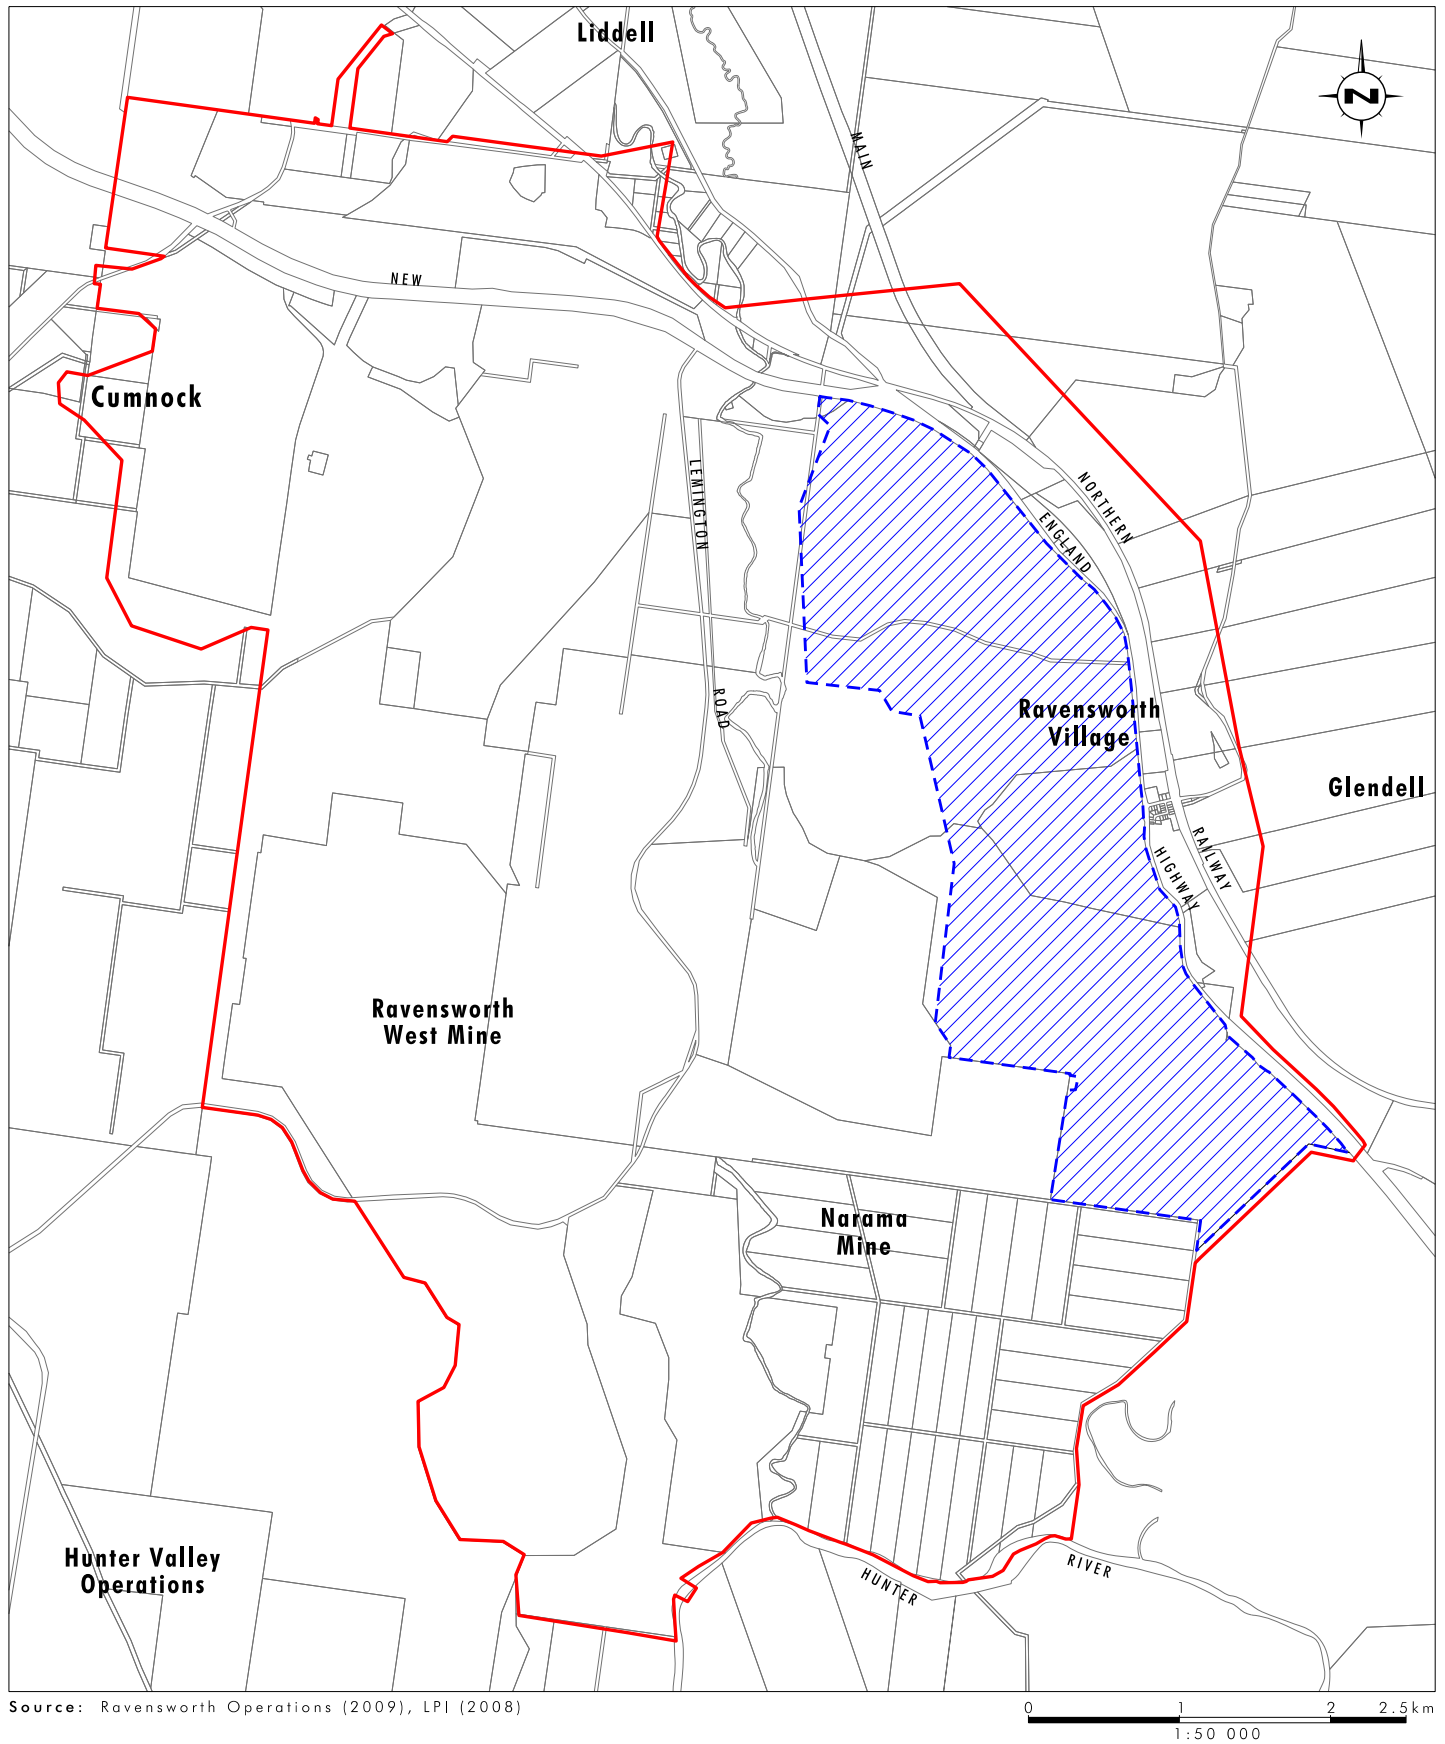 Liddell
N
MAIN
NEW
Cumnock
LEMINGTON
NORTHERN
ENGLAND
ROAD
Ravensworth
Village
Glendell
RAILWAY
HIGHWAY
Ravensworth
West Mine
Narama
Mine
Hunter Valley
Operations
HUNTER
RIVER
Source: Ravensworth Operations (2009), LPI (2008)
0 1 2 2.5km
1:50 000